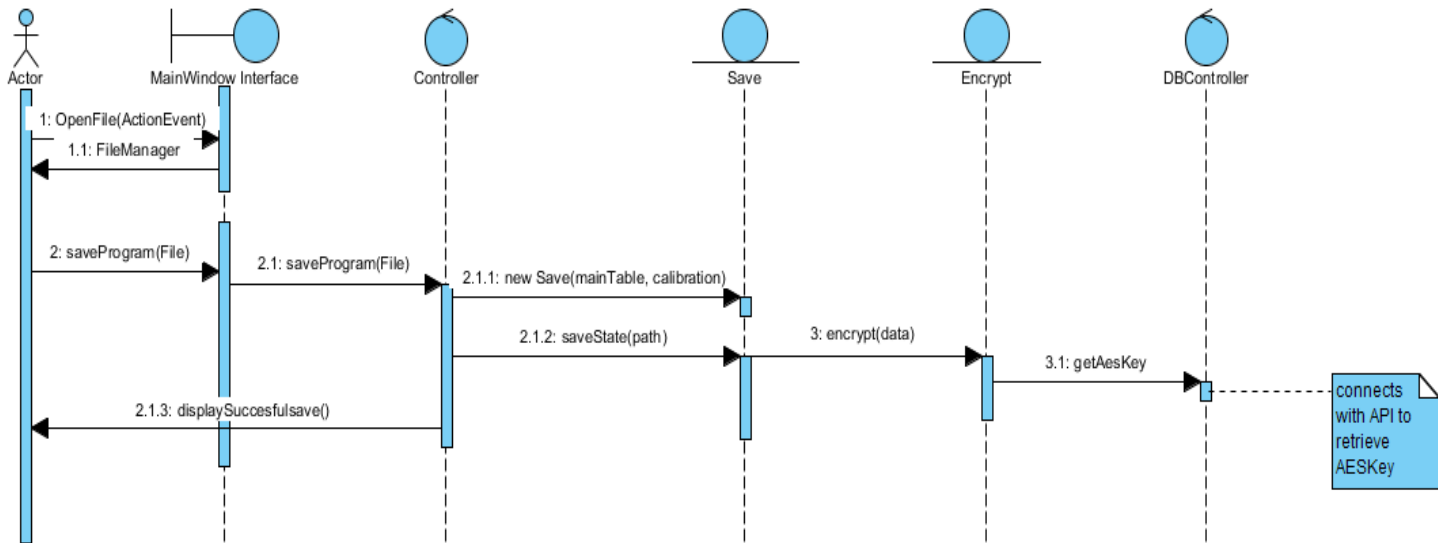 Actor
MainWindow Interface
Controller
Save
Encrypt
DBController
1: OpenFile(ActionEvent)
1.1: FileManager
2: saveProgram(File)
2.1: saveProgram(File)
2.1.1: new Save(mainTable, calibration)
2.1.2: saveState(path)
3: encrypt(data)
3.1: getAesKey
2.1.3: displaySuccesfulsave()
connects
with API to
retrieve
AESKey